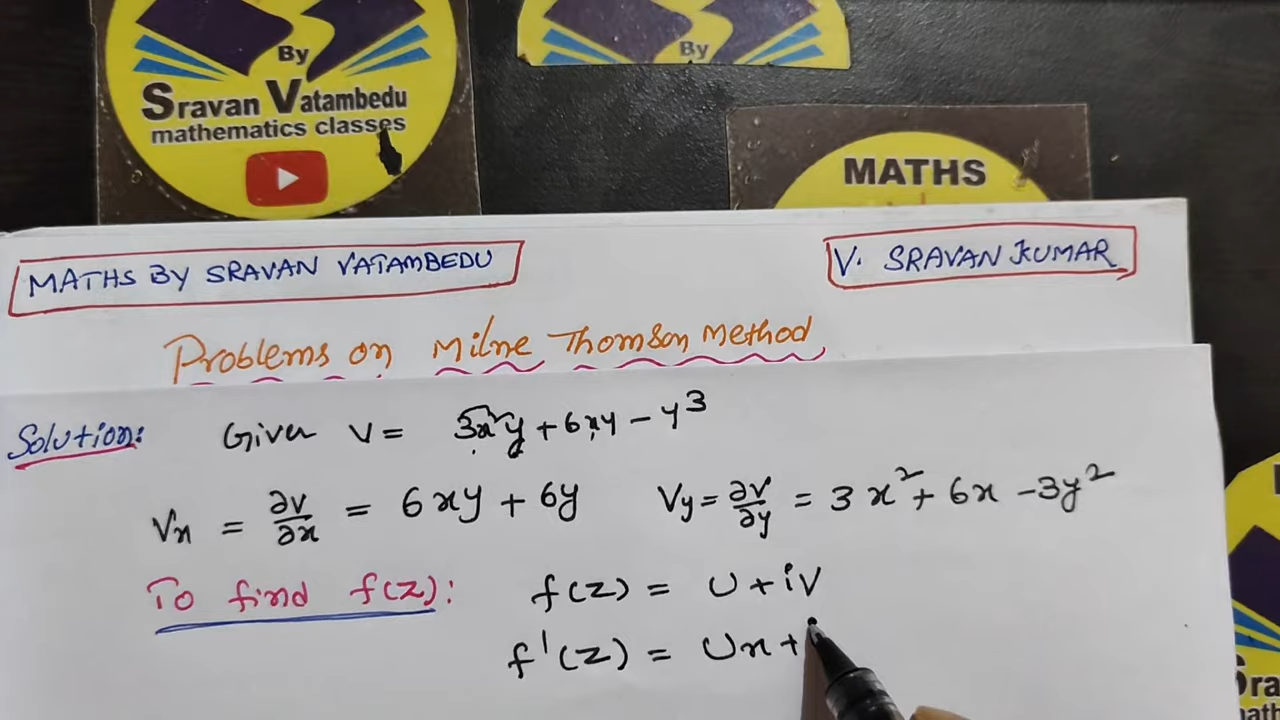 By
Sravan Vatambedu
mathematics classes
By
MATHS
MATHS BY SRAVAN VATAMBEDU
V. SRAVAN KUMAR
Problems on Milne Thomson Method
Solution: Given V = 3x²y + 6xy - y³
Vx = ∂V/∂x = 6xy + 6y Vy = ∂V/∂y = 3x² + 6x - 3y²
To find f(z): f(z) = U + iV
f'(z) = Ux +